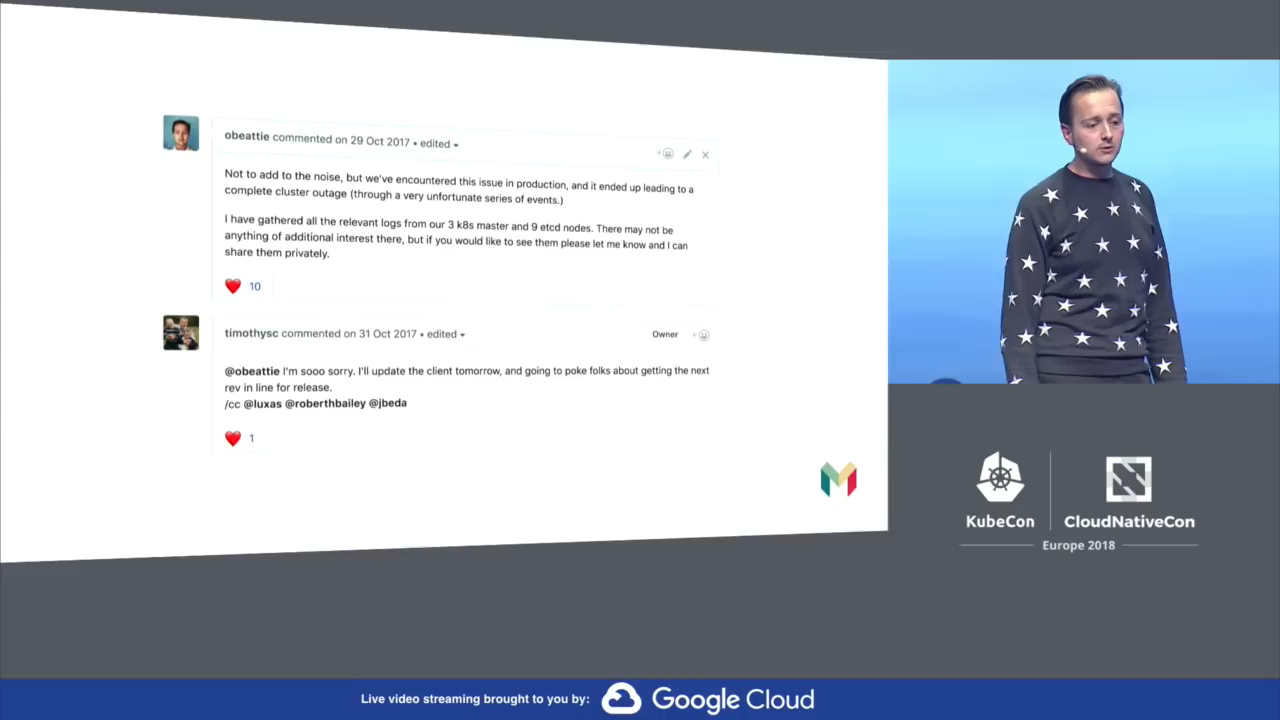 obeattie commented on 29 Oct 2017 • edited
Not to add to the noise, but we've encountered this issue in production, and it ended up leading to a
complete cluster outage (through a very unfortunate series of events.)
I have gathered all the relevant logs from our 3 k8s master and 9 etcd nodes. There may not be
anything of additional interest there, but if you would like to see them please let me know and I can
share them privately.
10
timothysc commented on 31 Oct 2017 • edited
Owner
@obeattie I'm sooo sorry. I'll update the client tomorrow, and going to poke folks about getting the next
rev in line for release.
/cc @luxas @roberthbailey @jbeda
1
KubeCon
CloudNativeCon
Europe 2018
Live video streaming brought to you by:
Google Cloud